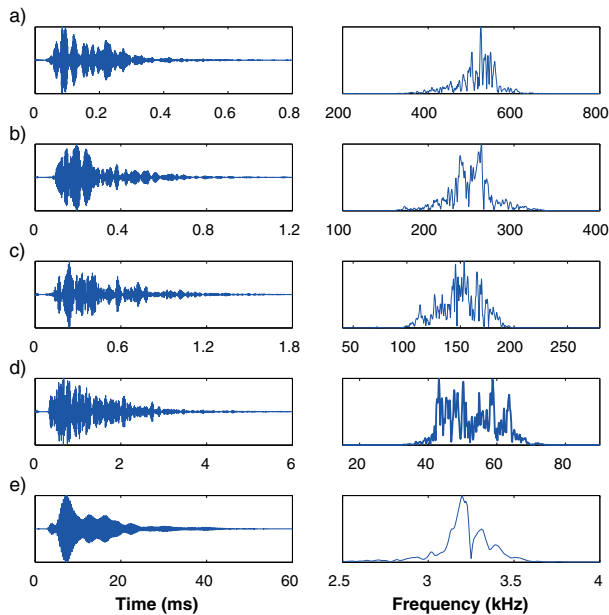 a)
0 0.2 0.4 0.6 0.8 200 400 600 800
b)
0 0.4 0.8 1.2 100 200 300 400
c)
0 0.6 1.2 1.8 50 100 150 200 250
d)
0 2 4 6 20 40 60 80
e)
0 20 40 60 2.5 3 3.5 4
Time (ms) Frequency (kHz)